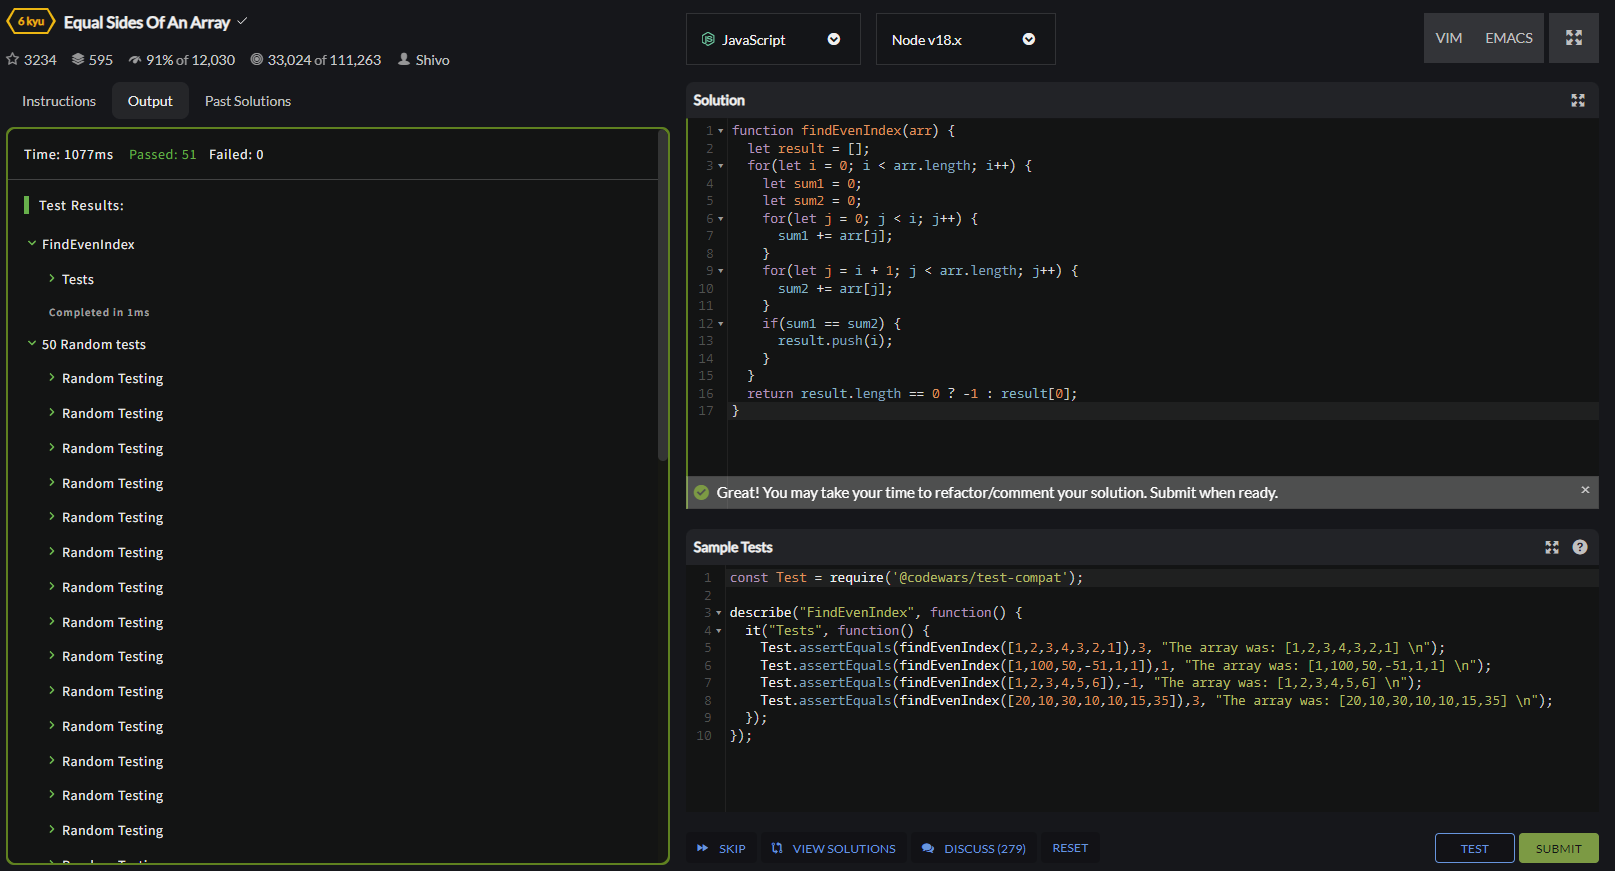 6 kyu Equal Sides Of An Array
3234 595 91% of 12,030 33,024 of 111,263 Shivo
Instructions Output Past Solutions
Time: 1077ms Passed: 51 Failed: 0
Test Results:
FindEvenIndex
Tests
Completed in 1ms
50 Random tests
Random Testing
Random Testing
Random Testing
Random Testing
Random Testing
Random Testing
Random Testing
Random Testing
Random Testing
Random Testing
Random Testing
Random Testing
Random Testing
Random Testing
JavaScript Node v18.x VIM EMACS
Solution
1 function findEvenIndex(arr) {
2 let result = [];
3 for(let i = 0; i < arr.length; i++) {
4 let sum1 = 0;
5 let sum2 = 0;
6 for(let j = 0; j < i; j++) {
7 sum1 += arr[j];
8 }
9 for(let j = i + 1; j < arr.length; j++) {
10 sum2 += arr[j];
11 }
12 if(sum1 == sum2) {
13 result.push(i);
14 }
15 }
16 return result.length == 0 ? -1 : result[0];
17 }
Great! You may take your time to refactor/comment your solution. Submit when ready.
Sample Tests
1 const Test = require('@codewars/test-compat');
2
3 describe("FindEvenIndex", function() {
4 it("Tests", function() {
5 Test.assertEquals(findEvenIndex([1,2,3,4,3,2,1]),3, "The array was: [1,2,3,4,3,2,1] \n");
6 Test.assertEquals(findEvenIndex([1,100,50,-51,1,1]),1, "The array was: [1,100,50,-51,1,1] \n");
7 Test.assertEquals(findEvenIndex([1,2,3,4,5,6]),-1, "The array was: [1,2,3,4,5,6] \n");
8 Test.assertEquals(findEvenIndex([20,10,30,10,10,15,35]),3, "The array was: [20,10,30,10,10,15,35] \n");
9 });
10 });
SKIP VIEW SOLUTIONS DISCUSS (279) RESET TEST SUBMIT